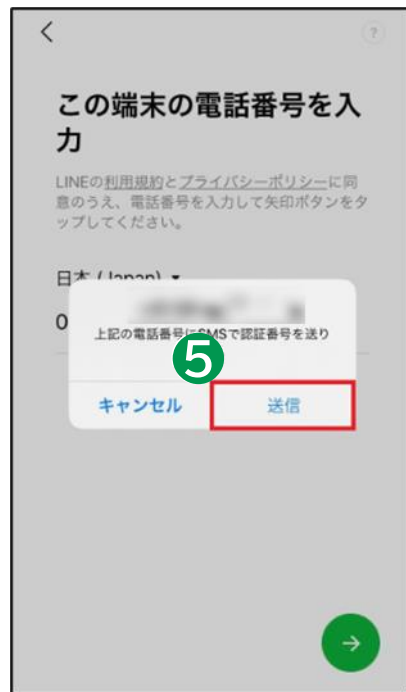 この端末の電話番号を入
力
LINEの利用規約とプライバシーポリシーに同
意のうえ、電話番号を入力して矢印ボタンをタ
ップしてください。
日本 (Japan)
0
上記の電話番号にSMSで認証番号を送り
5
キャンセル 送信